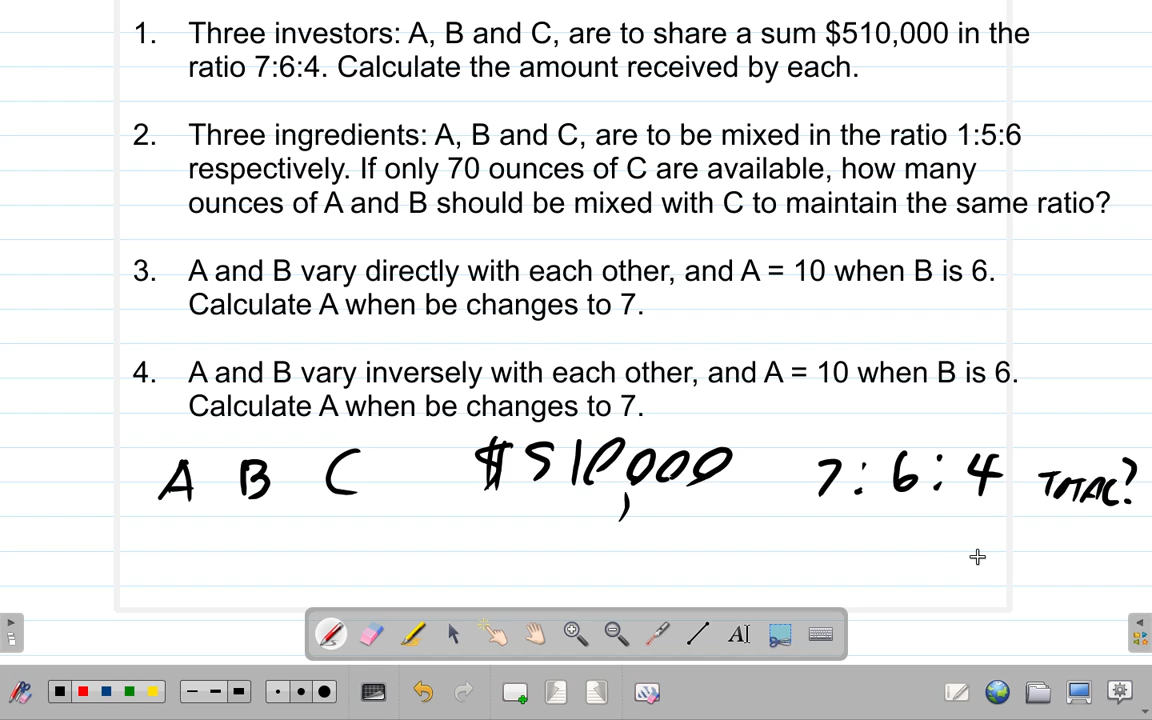 1. Three investors: A, B and C, are to share a sum $510,000 in the
ratio 7:6:4. Calculate the amount received by each.
2. Three ingredients: A, B and C, are to be mixed in the ratio 1:5:6
respectively. If only 70 ounces of C are available, how many
ounces of A and B should be mixed with C to maintain the same ratio?
3. A and B vary directly with each other, and A = 10 when B is 6.
Calculate A when be changes to 7.
4. A and B vary inversely with each other, and A = 10 when B is 6.
Calculate A when be changes to 7.
A B C $510,000 7:6:4 TOTAL?